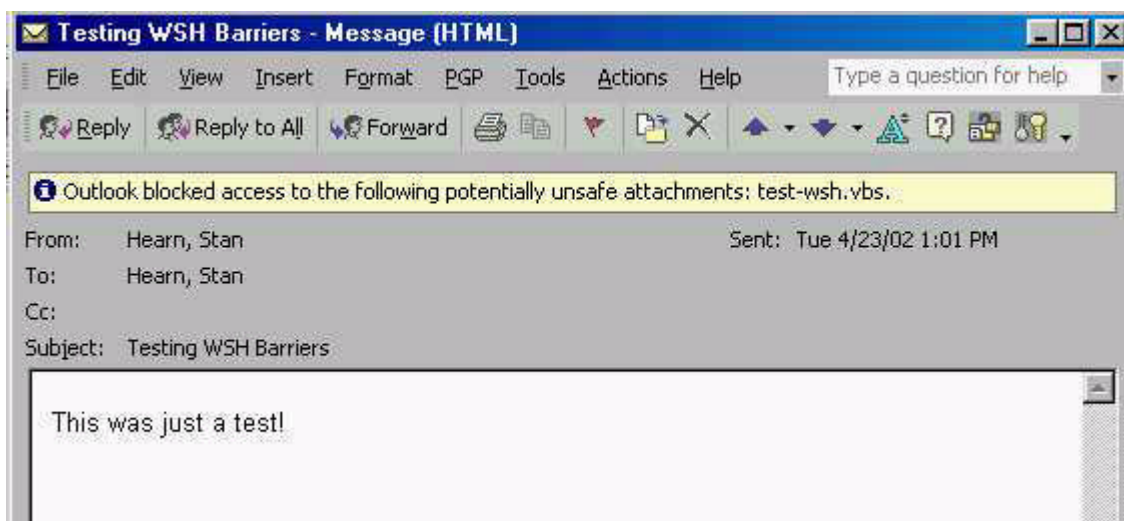 Testing WSH Barriers - Message (HTML)
File Edit View Insert Format PGP Tools Actions Help Type a question for help
Reply Reply to All Forward
Outlook blocked access to the following potentially unsafe attachments: test-wsh.vbs.
From: Hearn, Stan Sent: Tue 4/23/02 1:01 PM
To: Hearn, Stan
Cc:
Subject: Testing WSH Barriers
This was just a test!